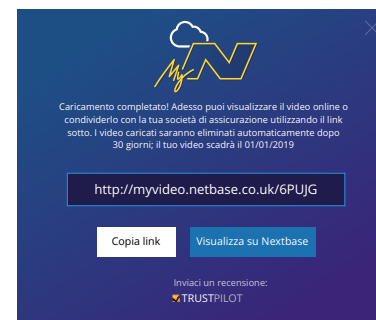 My N
Caricamento completato! Adesso puoi visualizzare il video online o
condividerlo con la tua società di assicurazione utilizzando il link
sotto. I video caricati saranno eliminati automaticamente dopo
30 giorni; il tuo video scadrà il 01/01/2019
http://myvideo.netbase.co.uk/6PUJG
Copia link
Visualizza su Nextbase
Inviaci un recensione:
TRUSTPILOT